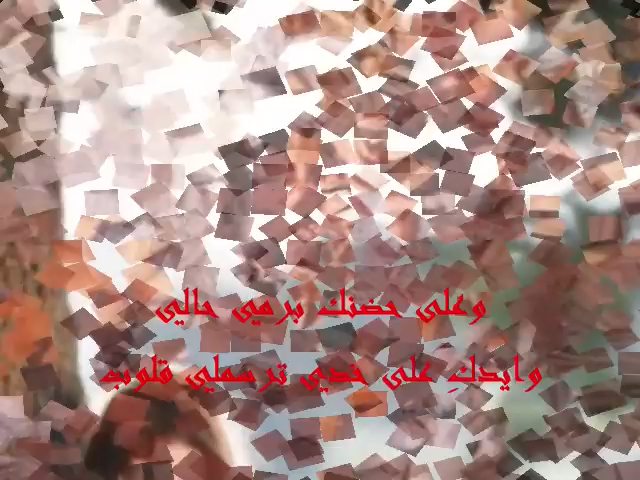 وعلى حضنك برمي حالي
وايدكِ على خدي ترسملي قلوب